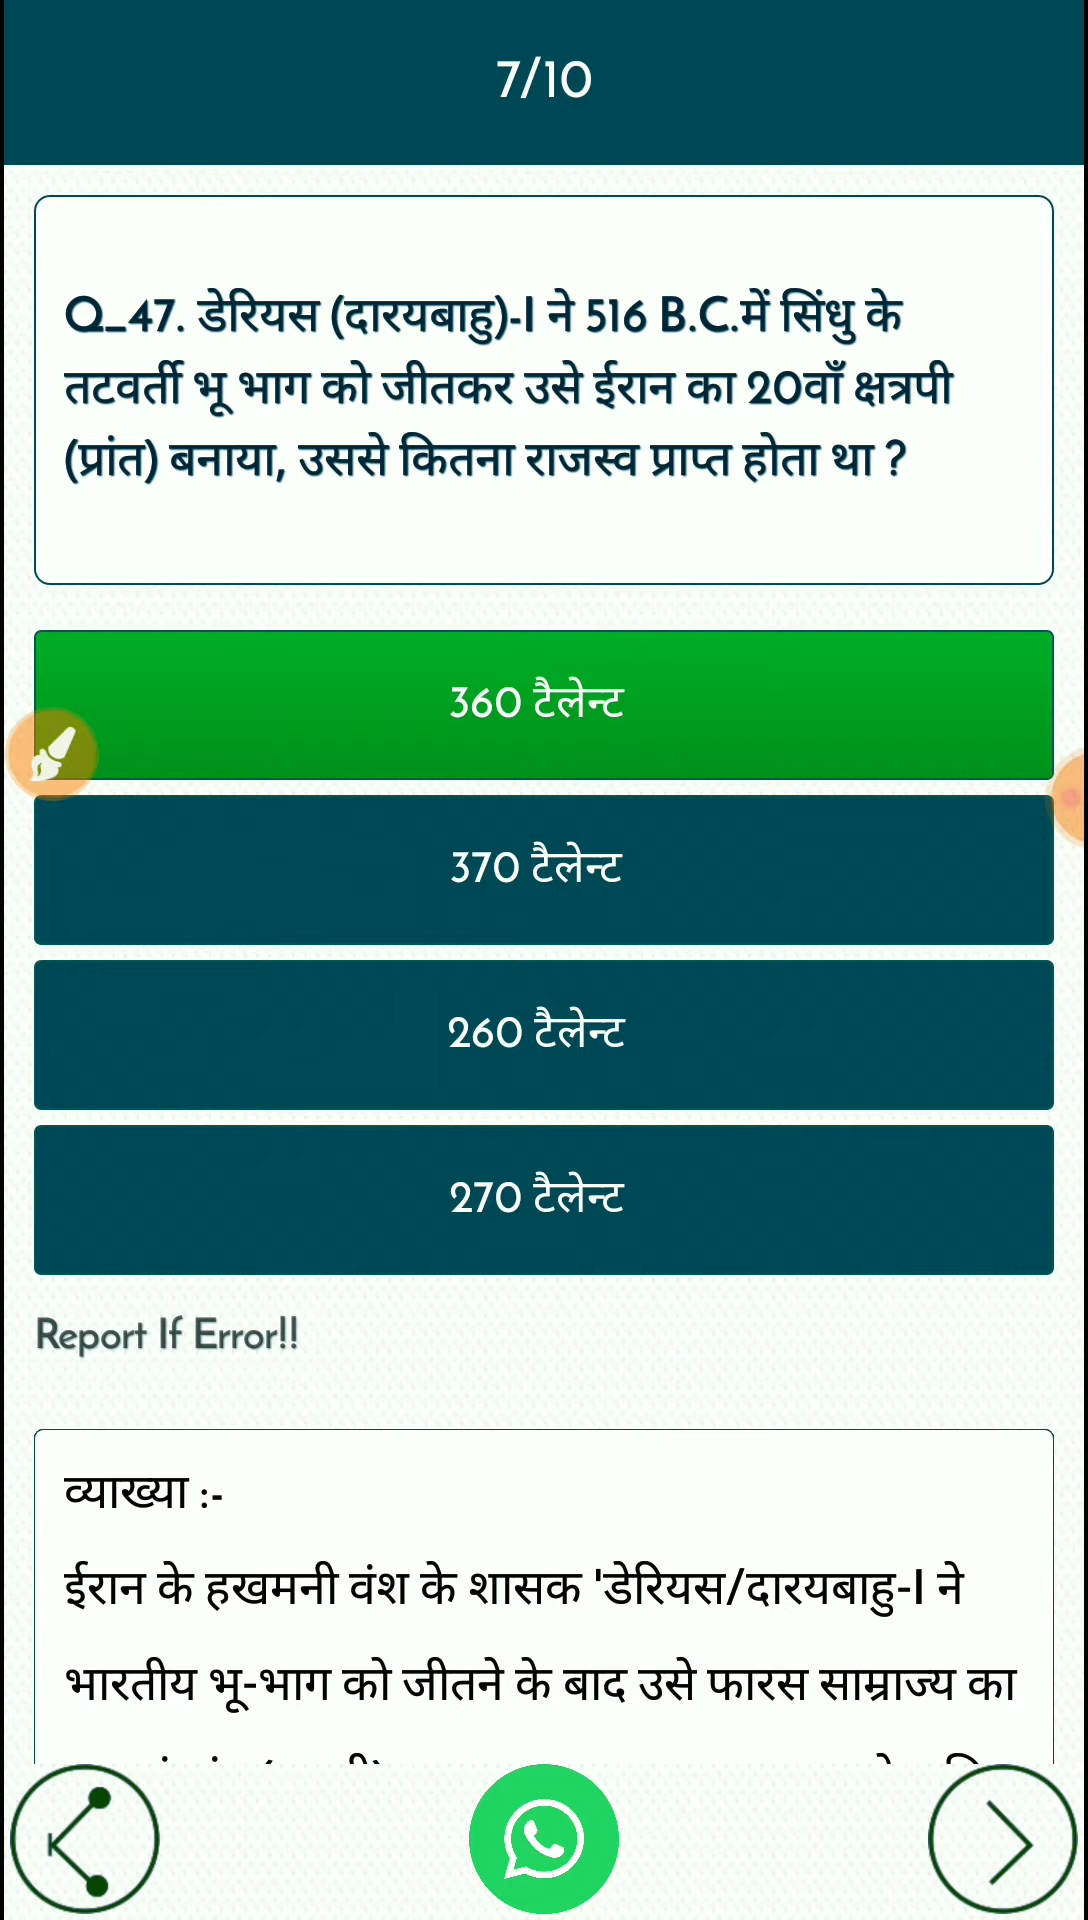 7/10
Q_47. डेरियस (दारयबाहु)-I ने 516 B.C.में सिंधु के
तटवर्ती भू भाग को जीतकर उसे ईरान का 20वाँ क्षत्रपी
(प्रांत) बनाया, उससे कितना राजस्व प्राप्त होता था ?
360 टैलेन्ट
370 टैलेन्ट
260 टैलेन्ट
270 टैलेन्ट
Report If Error!!
व्याख्या :-
ईरान के हखमनी वंश के शासक 'डेरियस/दारयबाहु-I ने
भारतीय भू-भाग को जीतने के बाद उसे फारस साम्राज्य का